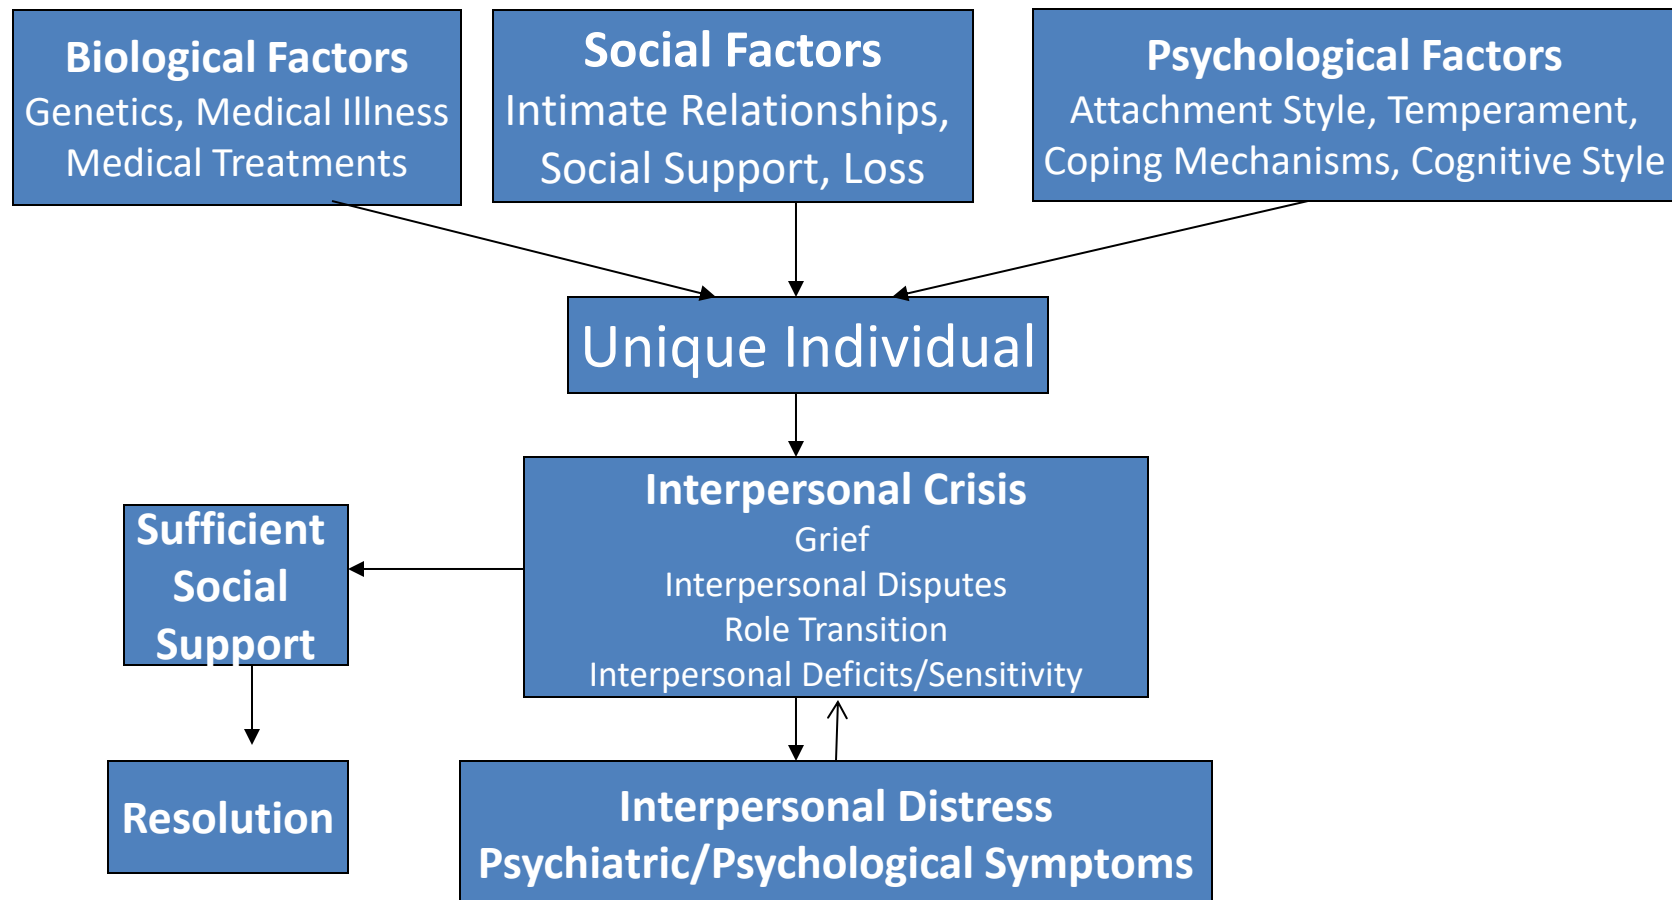 Biological Factors
Genetics, Medical Illness
Medical Treatments
Social Factors
Intimate Relationships,
Social Support, Loss
Psychological Factors
Attachment Style, Temperament,
Coping Mechanisms, Cognitive Style
Unique Individual
Interpersonal Crisis
Grief
Interpersonal Disputes
Role Transition
Interpersonal Deficits/Sensitivity
Sufficient
Social
Support
Resolution
Interpersonal Distress
Psychiatric/Psychological Symptoms